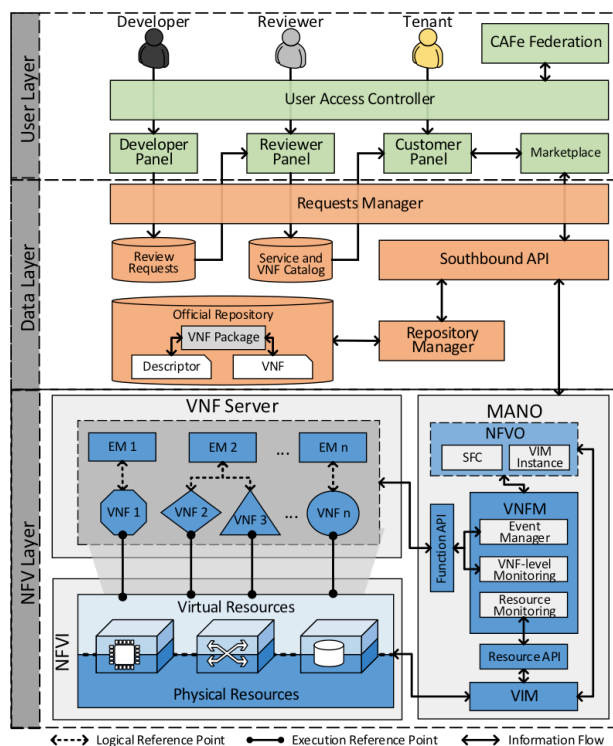 Developer
Reviewer
Tenant
CAFe Federation
User Layer
User Access Controller
Developer
Panel
Reviewer
Panel
Customer
Panel
Marketplace
Data Layer
Requests Manager
Review
Requests
Service and
VNF Catalog
Southbound API
Official Repository
VNF Package
Descriptor
VNF
Repository
Manager
NFV Layer
VNF Server
EM 1
EM 2
...
EM n
VNF 1
VNF 2
VNF 3
...
VNF n
MANO
NFVO
SFC
VIM
Instance
VNFM
Function API
Event
Manager
VNF-level
Monitoring
Resource
Monitoring
Resource API
VIM
NFVI
Virtual Resources
Physical Resources
Logical Reference Point
Execution Reference Point
Information Flow